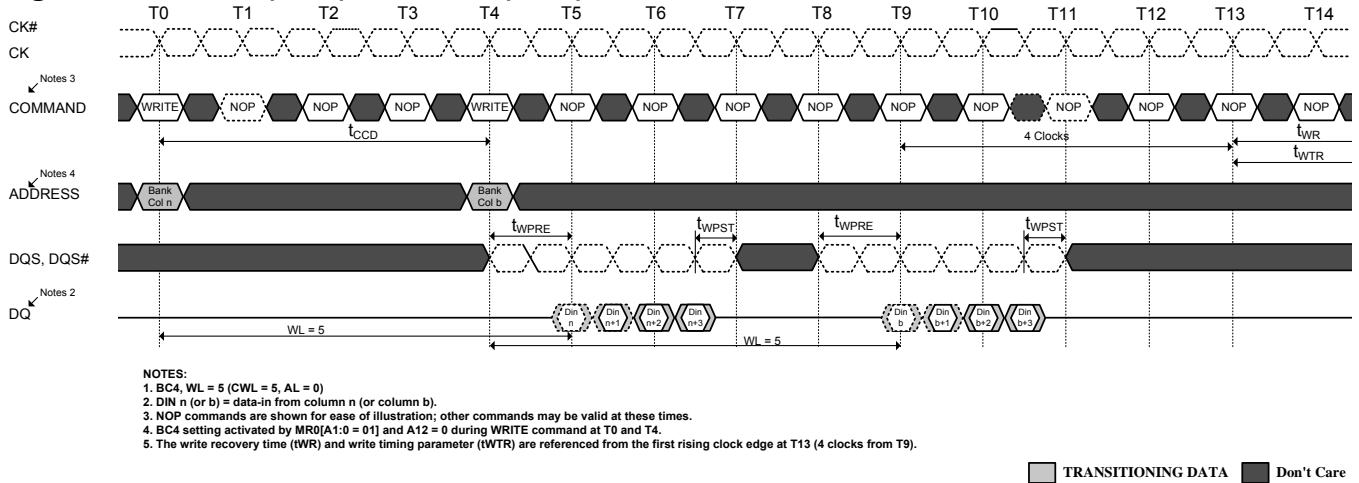 T0 T1 T2 T3 T4 T5 T6 T7 T8 T9 T10 T11 T12 T13 T14
CK#
CK
Notes 3
COMMAND WRITE NOP NOP NOP WRITE NOP NOP NOP NOP NOP NOP NOP NOP NOP NOP
tCCD 4 Clocks tWR
tWTR
Notes 4
ADDRESS Bank Col n Bank Col b
tWPRE tWPST tWPRE tWPST
DQS, DQS#
Notes 2
DQ Din n Din n+1 Din n+2 Din n+3 Din b Din b+1 Din b+2 Din b+3
WL = 5 WL = 5
NOTES:
1. BC4, WL = 5 (CWL = 5, AL = 0)
2. DIN n (or b) = data-in from column n (or column b).
3. NOP commands are shown for ease of illustration; other commands may be valid at these times.
4. BC4 setting activated by MR0[A1:0 = 01] and A12 = 0 during WRITE command at T0 and T4.
5. The write recovery time (tWR) and write timing parameter (tWTR) are referenced from the first rising clock edge at T13 (4 clocks from T9).
TRANSITIONING DATA Don't Care